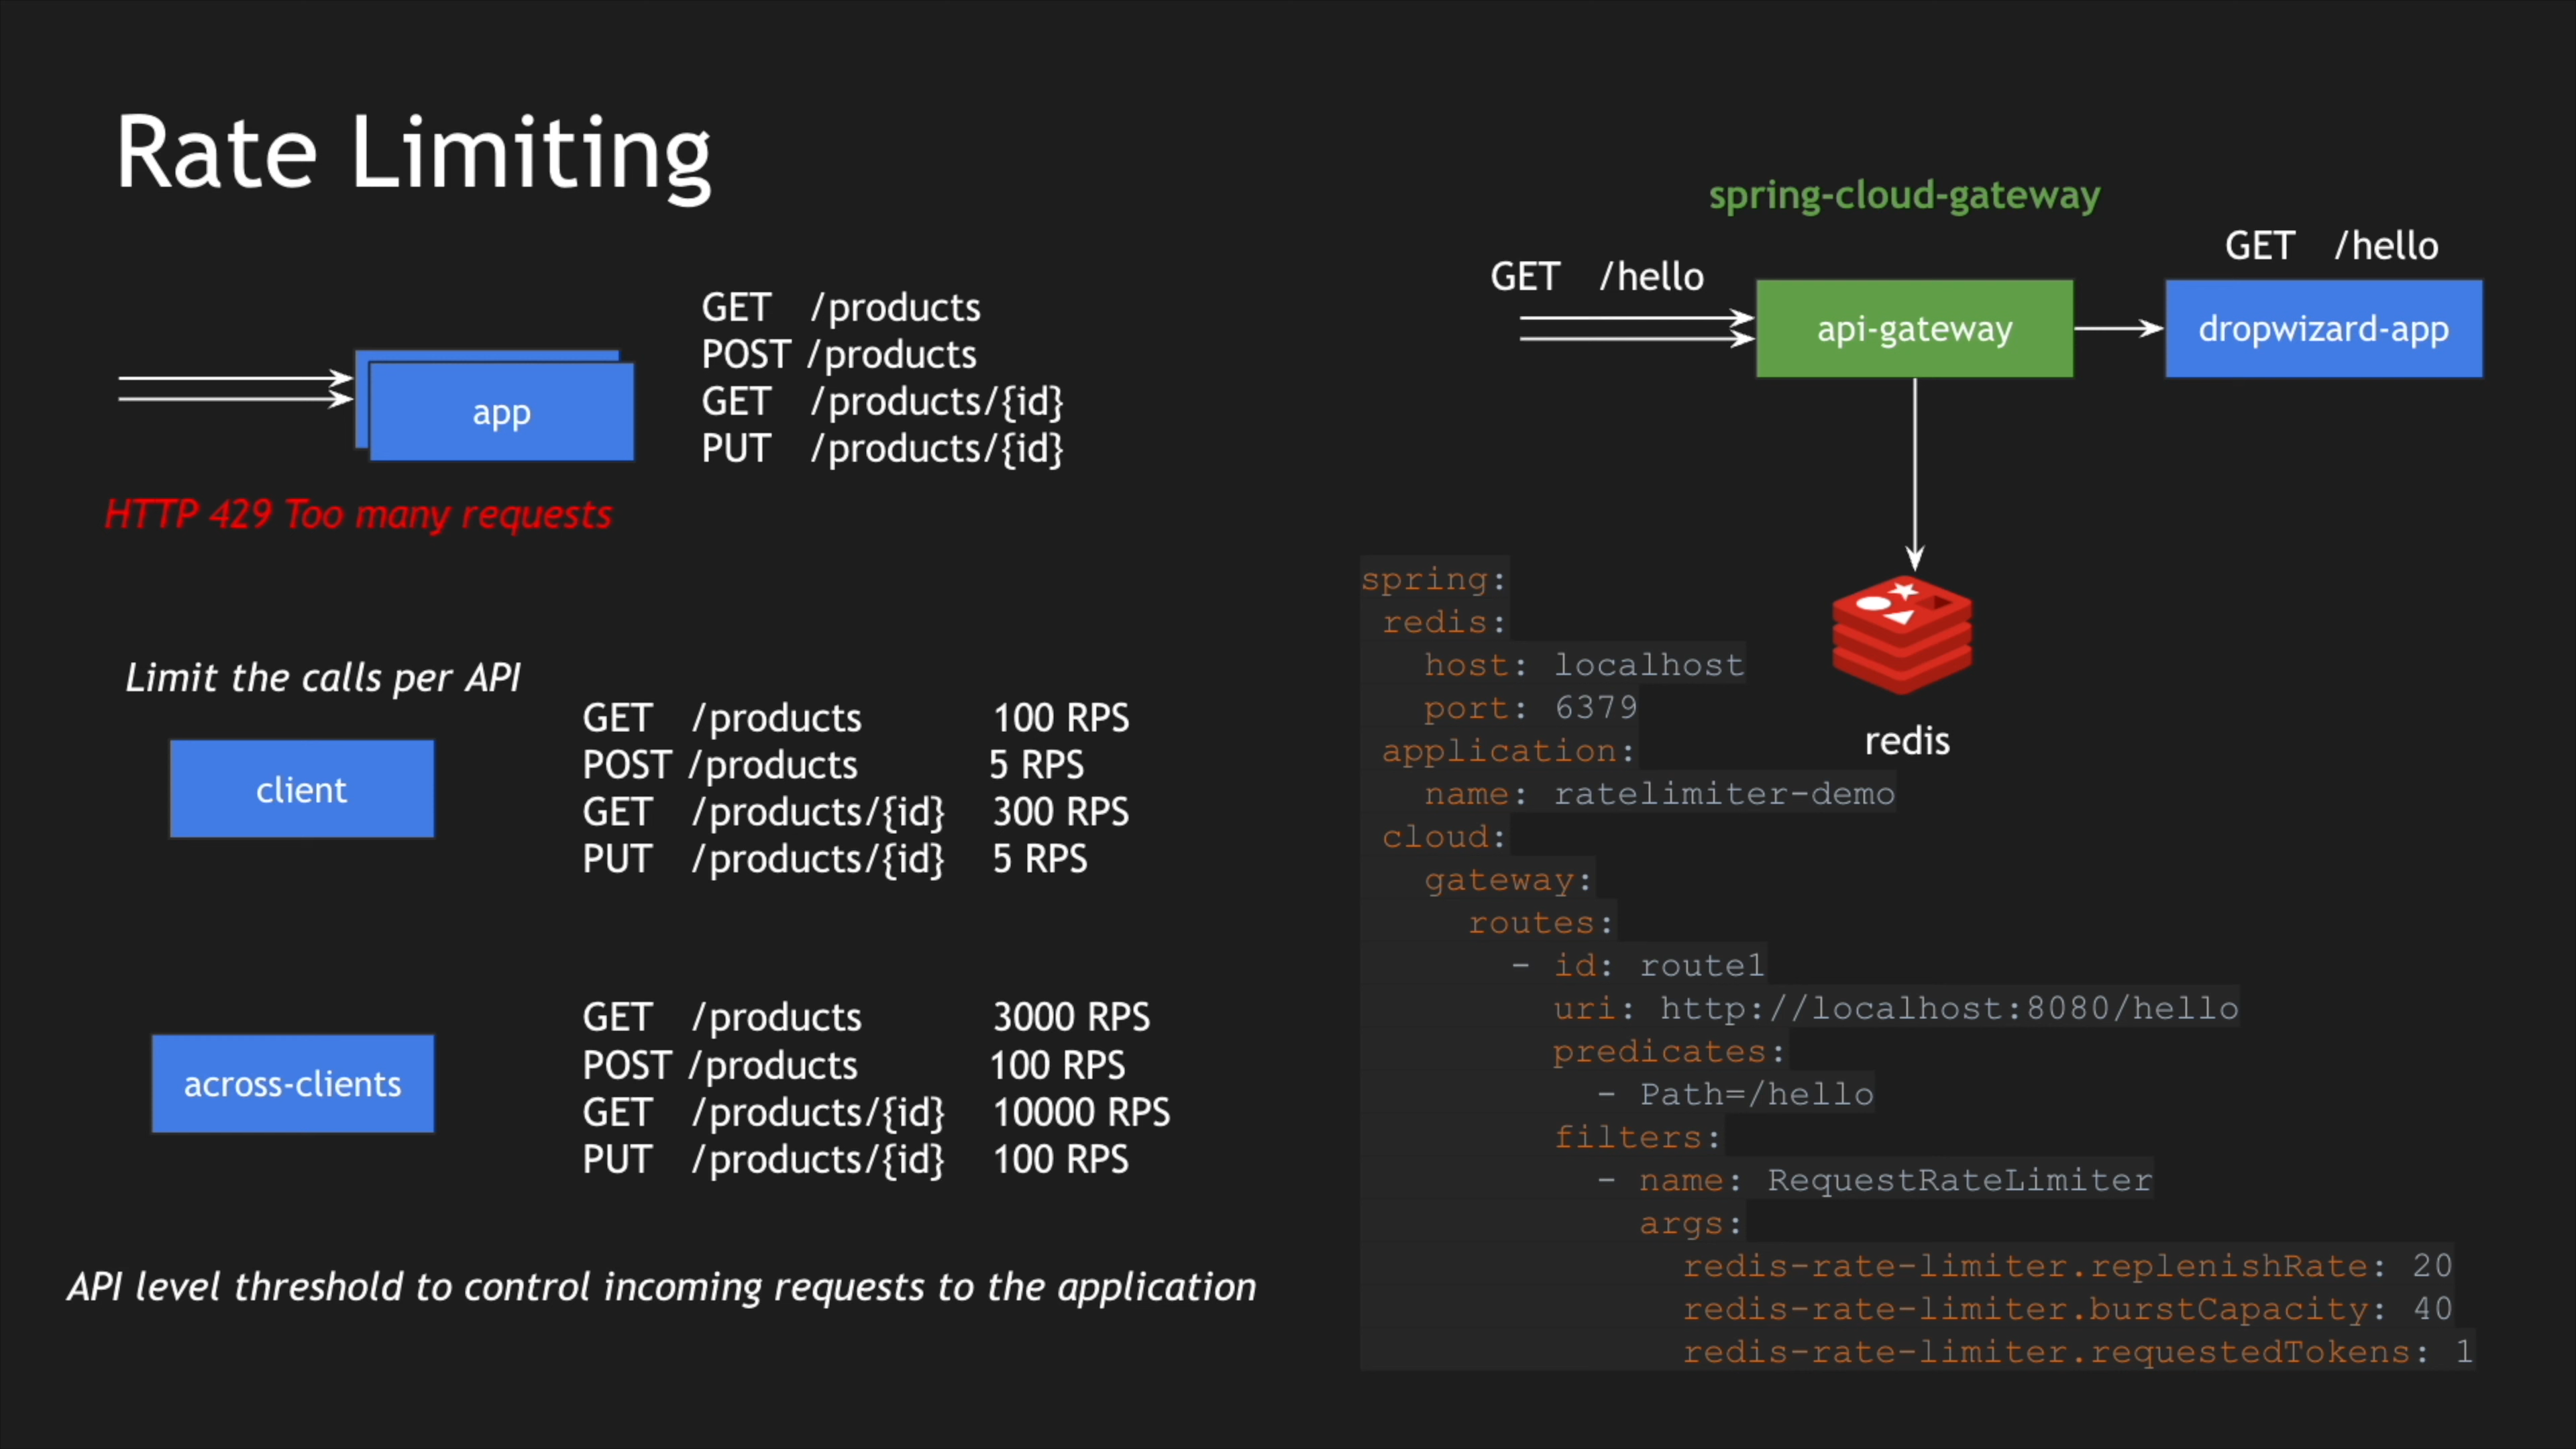 Rate Limiting
app
GET /products
POST /products
GET /products/{id}
PUT /products/{id}
HTTP 429 Too many requests
Limit the calls per API
client
GET /products 100 RPS
POST /products 5 RPS
GET /products/{id} 300 RPS
PUT /products/{id} 5 RPS
across-clients
GET /products 3000 RPS
POST /products 100 RPS
GET /products/{id} 10000 RPS
PUT /products/{id} 100 RPS
API level threshold to control incoming requests to the application
spring-cloud-gateway
GET /hello
api-gateway
GET /hello
dropwizard-app
redis
spring:
redis:
host: localhost
port: 6379
application:
name: ratelimiter-demo
cloud:
gateway:
routes:
- id: route1
uri: http://localhost:8080/hello
predicates:
- Path=/hello
filters:
- name: RequestRateLimiter
args:
redis-rate-limiter.replenishRate: 20
redis-rate-limiter.burstCapacity: 40
redis-rate-limiter.requestedTokens: 1